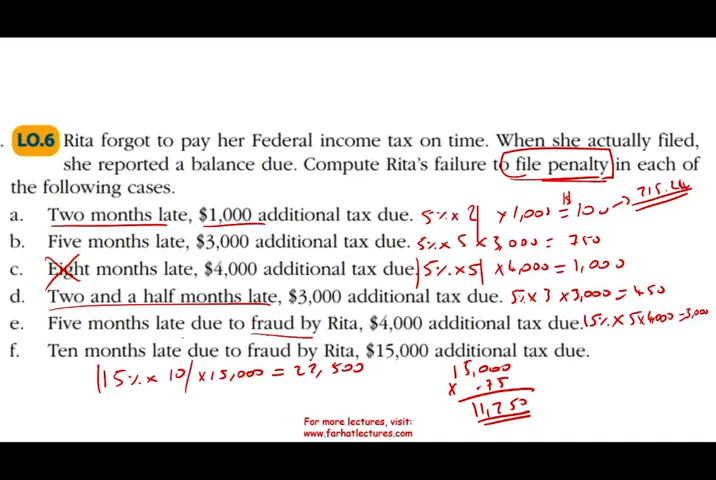 . LO.6 Rita forgot to pay her Federal income tax on time. When she actually filed,
she reported a balance due. Compute Rita's failure to file penalty in each of
the following cases.
a. Two months late, $1,000 additional tax due. 5% x 2 x 1,000 = 100 → 215.24
b. Five months late, $3,000 additional tax due. 5% x 5 x 3,000 = 750
c. Eight months late, $4,000 additional tax due. 5% x 5 x 4,000 = 1,000
d. Two and a half months late, $3,000 additional tax due. 5% x 3 x 3,000 = 450
e. Five months late due to fraud by Rita, $4,000 additional tax due. 15% x 5 x 4000 = 3,000
f. Ten months late due to fraud by Rita, $15,000 additional tax due.
15% x 10 x 15,000 = 22,500
15,000
x .75
11,250
For more lectures, visit:
www.farhatlectures.com